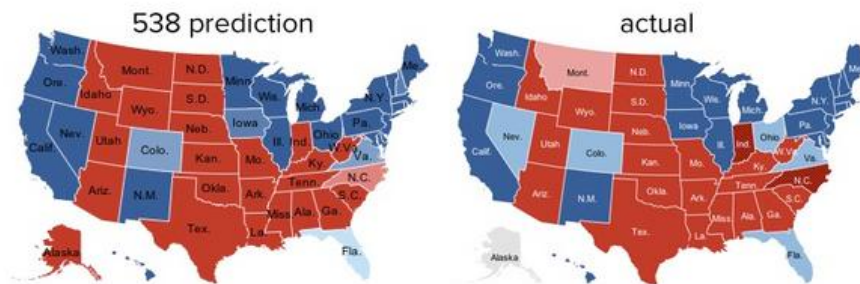 538 prediction
Wash.
Mont.
N.D.
Minn
Me.
Ore.
Idaho
S.D.
Wis.
Mich.
N.Y.
Wyo.
Iowa
Pa.
Nev.
Neb.
Ill.
Ind.
Ohio
Utah
Colo.
W.Va
Va.
Calif.
Kan.
Mo.
Ky.
N.C.
Ariz.
N.M.
Okla.
Ark.
Tenn.
S.C.
Tex.
Miss
Ala.
Ga.
La.
Alaska
Fla.
actual
Wash.
Mont.
N.D.
Minn
Me.
Ore.
Idaho
S.D.
Wis.
Mich.
N.Y.
Wyo.
Iowa
Pa.
Nev.
Neb.
Ill.
Ind.
Ohio
Utah
Colo.
W.Va
Va.
Calif.
Kan.
Mo.
Ky.
N.C.
Ariz.
N.M.
Okla.
Ark.
Tenn.
S.C.
Tex.
Miss
Ala.
Ga.
La.
Alaska
Fla.